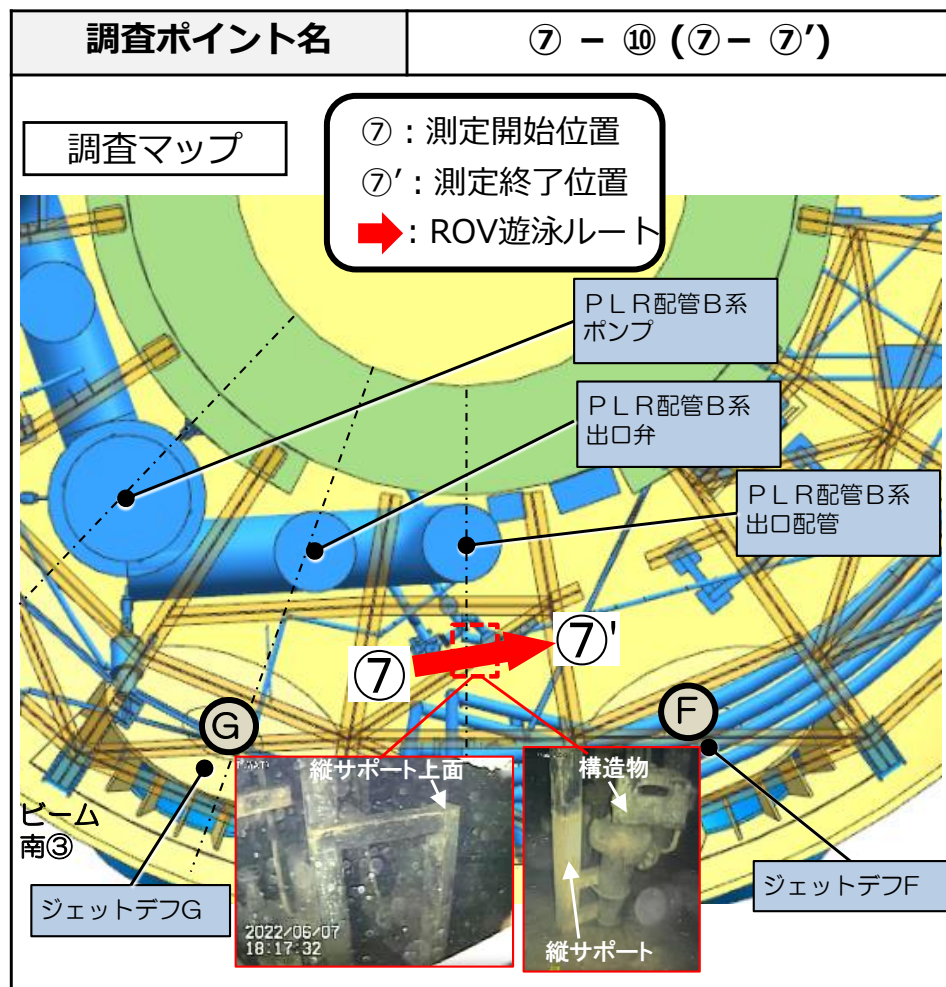 調査ポイント名
⑦ － ⑩ (⑦－ ⑦′)
調査マップ
⑦：測定開始位置
⑦′：測定終了位置
：ROV遊泳ルート
ＰＬＲ配管Ｂ系
ポンプ
ＰＬＲ配管Ｂ系
出口弁
ＰＬＲ配管Ｂ系
出口配管
⑦
⑦'
G
F
縦サポート上面
構造物
ビーム
南③
ジェットデフG
2022/06/07
18:17:32
縦サポート
ジェットデフF